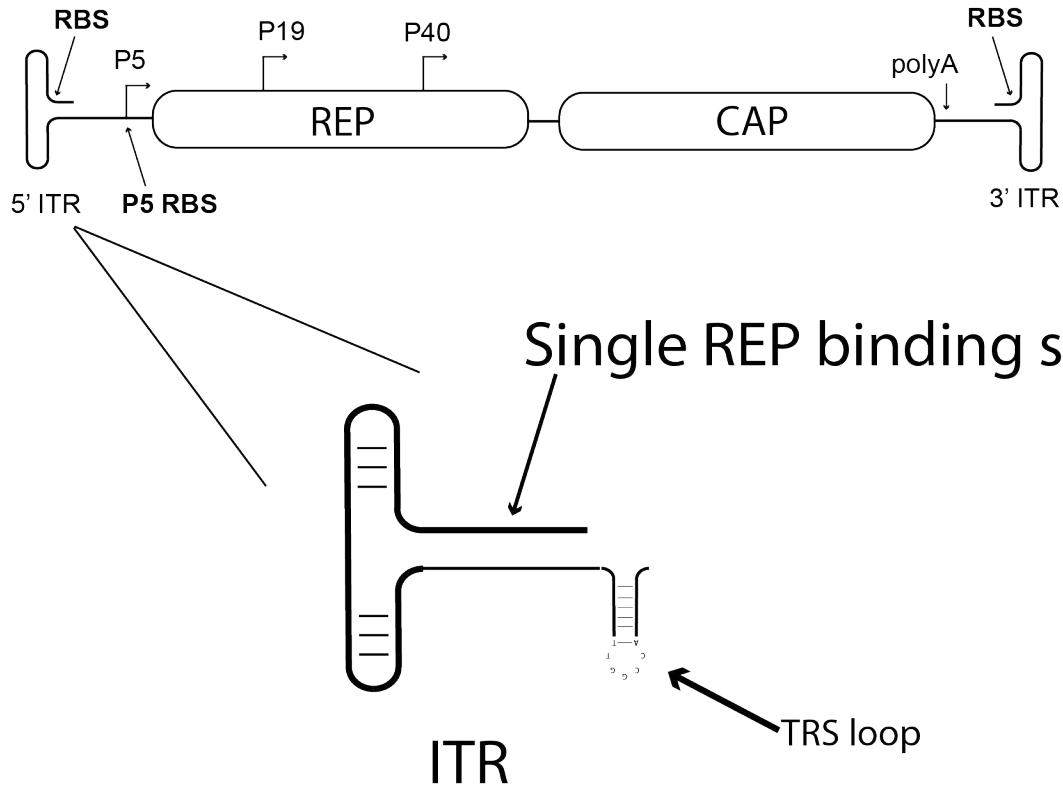 RBS
P5
P19
P40
polyA
RBS
REP
CAP
5’ ITR
P5 RBS
3’ ITR
Single REP binding s
T
A
T
C
G
C
G
TRS loop
ITR